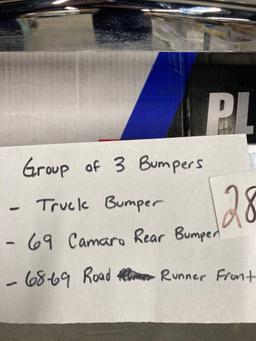 PL
Group of 3 Bumpers
- Truck Bumper
28
- 69 Camaro Rear Bumper
- 68-69 Road Runner Front